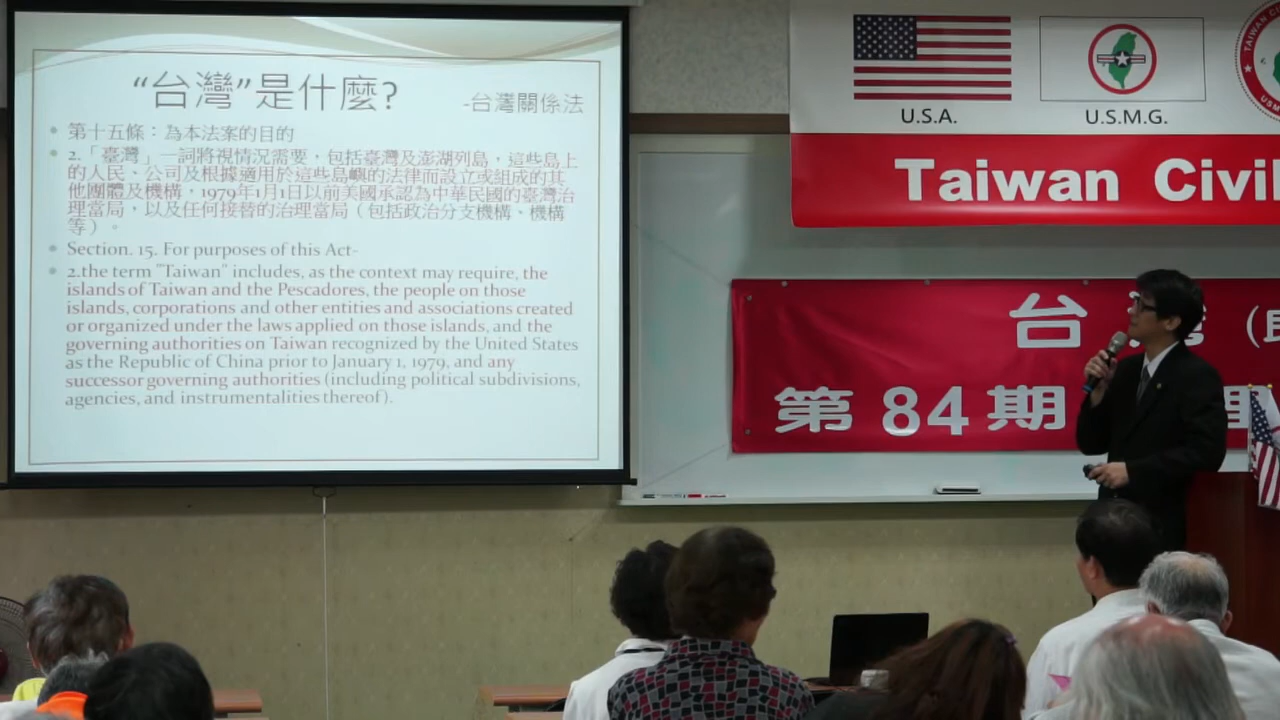 “台灣”是什麼?
-台灣關係法
第十五條：為本法案的目的
2.「臺灣」一詞將視情況需要，包括臺灣及澎湖列島，這些島上
的人民、公司及根據適用於這些島嶼的法律而設立或組成的其
他團體及機構，1979年1月1日以前美國承認為中華民國的臺灣治
理當局，以及任何接替的治理當局（包括政治分支機構、機構
等）。
Section. 15. For purposes of this Act-
2.the term "Taiwan" includes, as the context may require, the
islands of Taiwan and the Pescadores, the people on those
islands, corporations and other entities and associations created
or organized under the laws applied on those islands, and the
governing authorities on Taiwan recognized by the United States
as the Republic of China prior to January 1, 1979, and any
successor governing authorities (including political subdivisions,
agencies, and instrumentalities thereof).
U.S.A.
U.S.M.G.
Taiwan Civil
台
第 84 期